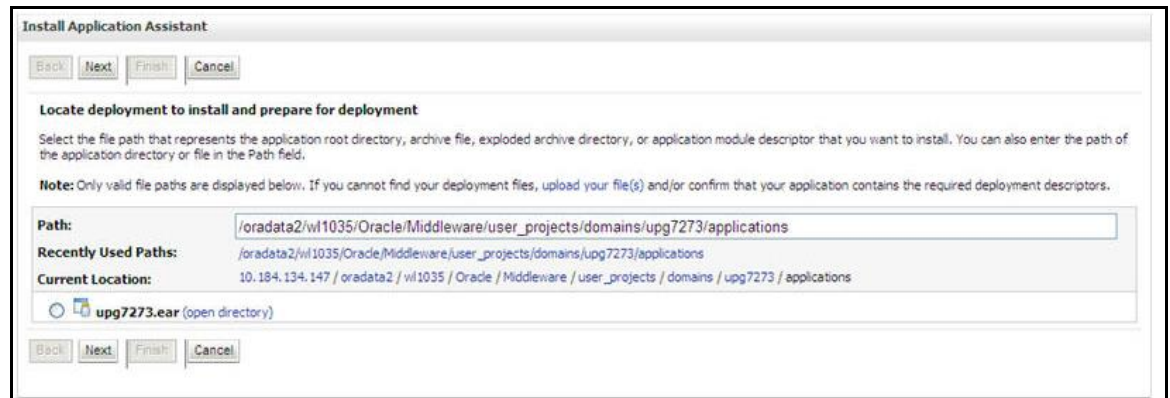 Install Application Assistant
Back Next Finish Cancel
Locate deployment to install and prepare for deployment
Select the file path that represents the application root directory, archive file, exploded archive directory, or application module descriptor that you want to install. You can also enter the path of
the application directory or file in the Path field.
Note: Only valid file paths are displayed below. If you cannot find your deployment files, upload your file(s) and/or confirm that your application contains the required deployment descriptors.
Path: /oradata2/wl1035/Oracle/Middleware/user_projects/domains/upg7273/applications
Recently Used Paths: /oradata2/wl1035/Oracle/Middleware/user_projects/domains/upg7273/applications
Current Location: 10.184.134.147 / oradata2 / wl1035 / Oracle / Middleware / user_projects / domains / upg7273 / applications
upg7273.ear (open directory)
Back Next Finish Cancel